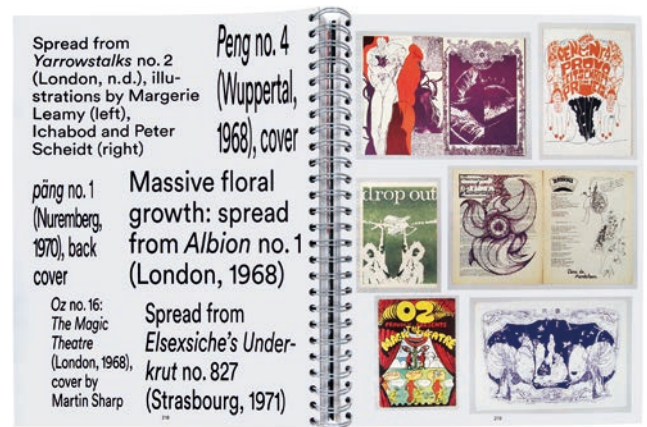 Spread from
Yarrowstalks no. 2
(London, n.d.), illu-
strations by Margerie
Leamy (left),
Ichabod and Peter
Scheidt (right)
Peng no. 4
(Wuppertal,
1968), cover
päng no. 1
(Nuremberg,
1970), back
cover
Massive floral
growth: spread
from Albion no. 1
(London, 1968)
Oz no. 16:
The Magic
Theatre
(London, 1968),
cover by
Martin Sharp
Spread from
Elsexsiche's Under-
krut no. 827
(Strasbourg, 1971)
218
drop out
OZ
219